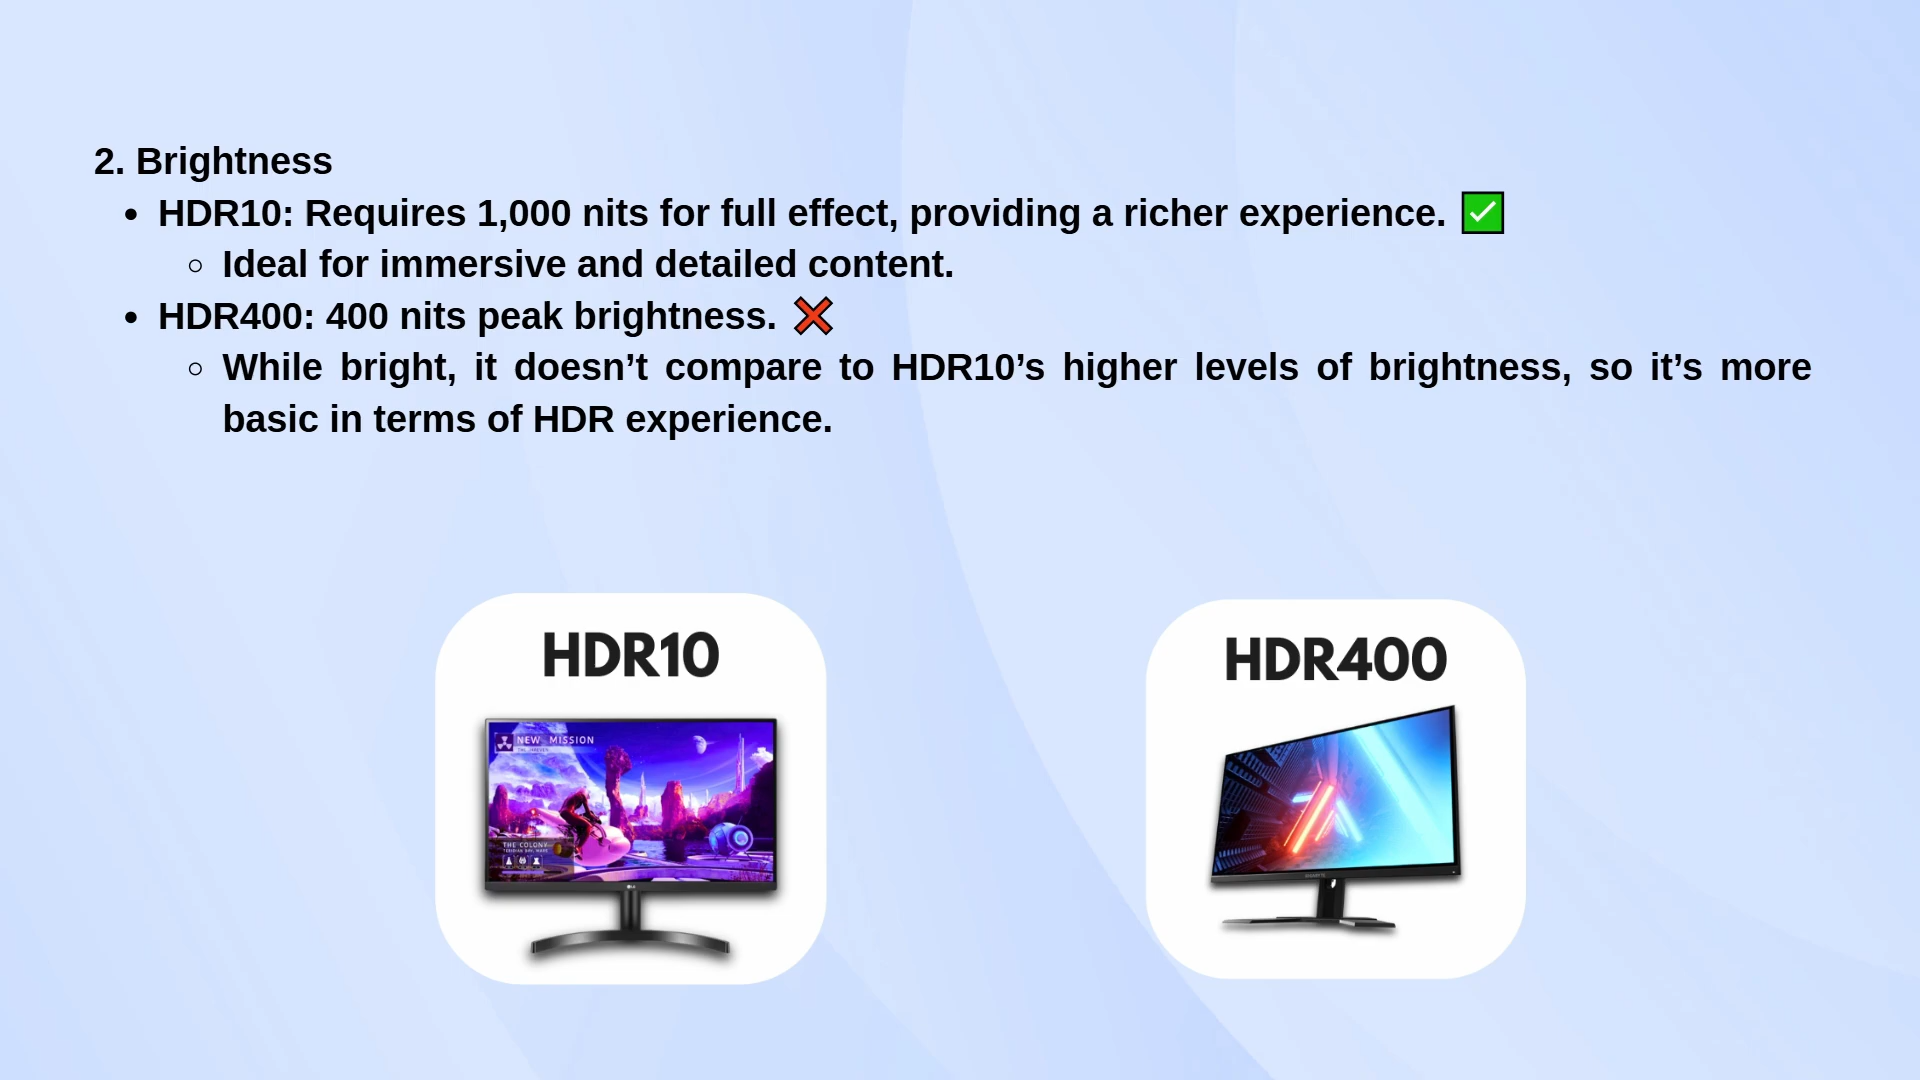 2. Brightness
• HDR10: Requires 1,000 nits for full effect, providing a richer experience. ✅
○ Ideal for immersive and detailed content.
• HDR400: 400 nits peak brightness. ❌
○ While bright, it doesn’t compare to HDR10’s higher levels of brightness, so it’s more
basic in terms of HDR experience.
HDR10
HDR400
NEW MISSION
THE COLONY
LG